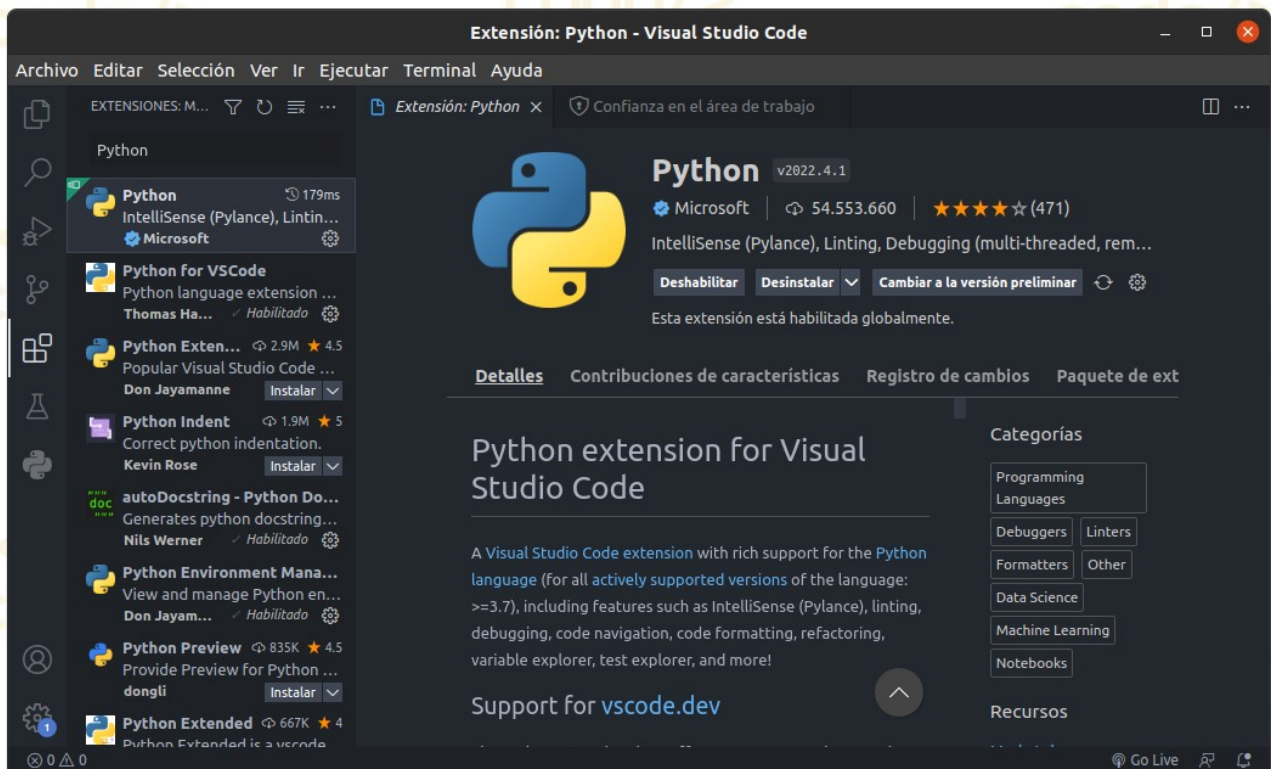 Extensión: Python - Visual Studio Code
Archivo Editar Selección Ver Ir Ejecutar Terminal Ayuda
EXTENSIONES: M...
Python
Python 179ms
IntelliSense (Pylance), Lintin...
Microsoft
Python for VSCode
Python language extension ...
Thomas Ha... ✓ Habilitado
Python Exten... 2.9M ★ 4.5
Popular Visual Studio Code ...
Don Jayamanne Instalar
Python Indent 1.9M ★ 5
Correct python indentation.
Kevin Rose Instalar
""" doc """
autoDocstring - Python Do...
Generates python docstring...
Nils Werner ✓ Habilitado
Python Environment Mana...
View and manage Python en...
Don Jayam... ✓ Habilitado
Python Preview 835K ★ 4.5
Provide Preview for Python ...
dongli Instalar
Python Extended 667K ★ 4
Python Extended is a vscode
1
Extensión: Python ×
Confianza en el área de trabajo
...
Python v2022.4.1
Microsoft | 54.553.660 | ★★★★☆ (471)
IntelliSense (Pylance), Linting, Debugging (multi-threaded, rem...
Deshabilitar Desinstalar Cambiar a la versión preliminar
Esta extensión está habilitada globalmente.
Detalles Contribuciones de características Registro de cambios Paquete de ext
Python extension for Visual
Studio Code
A Visual Studio Code extension with rich support for the Python
language (for all actively supported versions of the language:
>=3.7), including features such as IntelliSense (Pylance), linting,
debugging, code navigation, code formatting, refactoring,
variable explorer, test explorer, and more!
Support for vscode.dev
Categorías
Programming
Languages
Debuggers Linters
Formatters Other
Data Science
Machine Learning
Notebooks
Recursos
0 0
Go Live